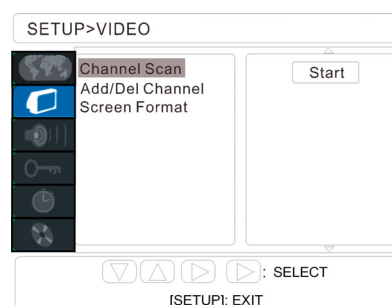 SETUP>VIDEO
Channel Scan
Add/Del Channel
Screen Format
Start
: SELECT
[SETUP]: EXIT